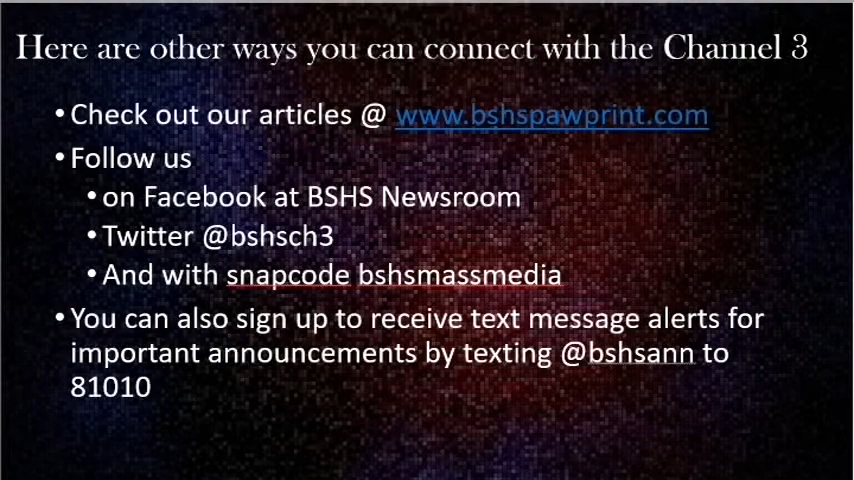 Here are other ways you can connect with the Channel 3
• Check out our articles @ www.bshspawprint.com
• Follow us
• on Facebook at BSHS Newsroom
• Twitter @bshsch3
• And with snapcode bshsmassmedia
• You can also sign up to receive text message alerts for
important announcements by texting @bshsann to
81010